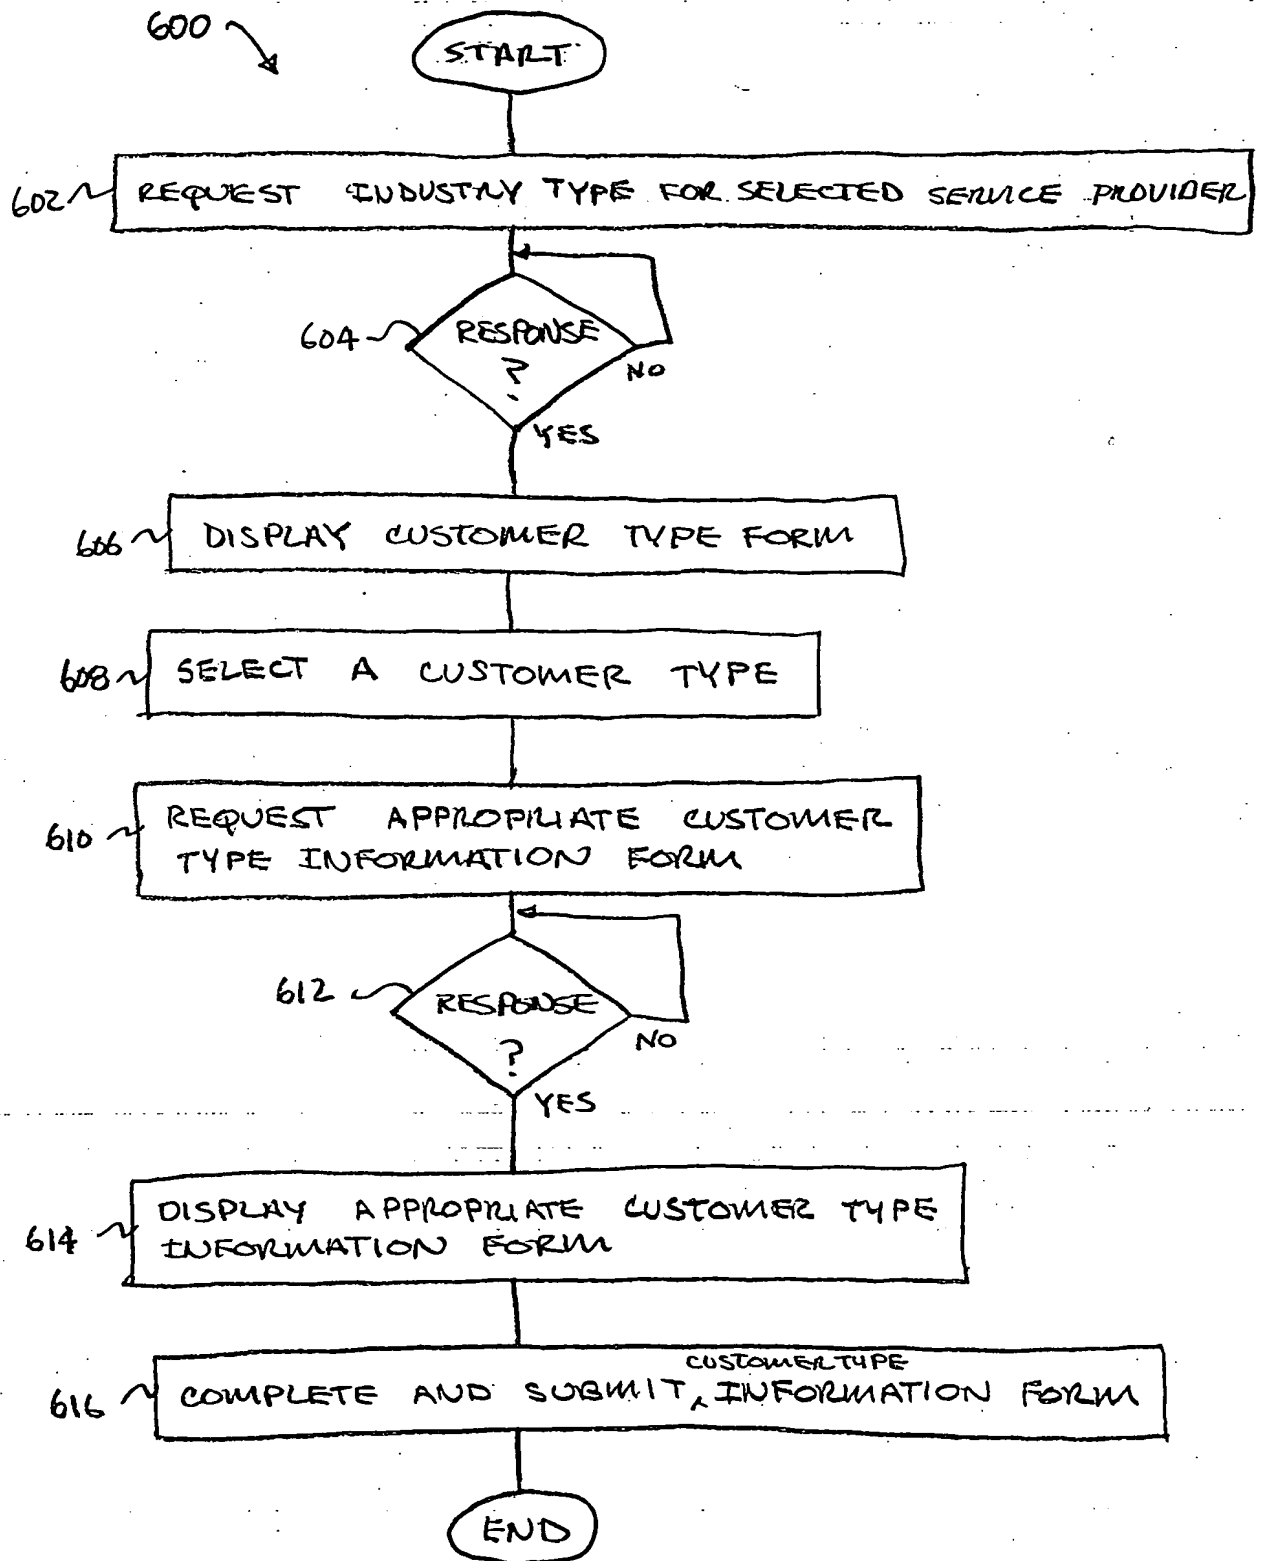 600
START
602 REQUEST INDUSTRY TYPE FOR SELECTED SERVICE PROVIDER
604 RESPONSE
?
NO
YES
606 DISPLAY CUSTOMER TYPE FORM
608 SELECT A CUSTOMER TYPE
610 REQUEST APPROPRIATE CUSTOMER
TYPE INFORMATION FORM
612 RESPONSE
?
NO
YES
614 DISPLAY APPROPRIATE CUSTOMER TYPE
INFORMATION FORM
CUSTOMER TYPE
616 COMPLETE AND SUBMIT ‸ INFORMATION FORM
END